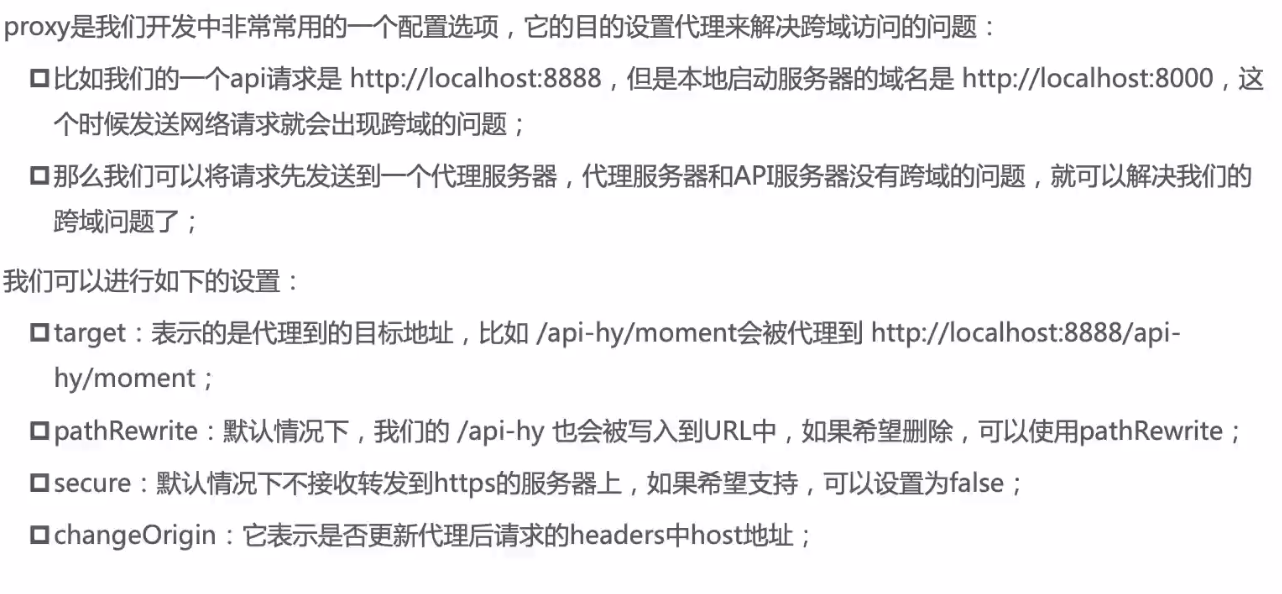 proxy是我们开发中非常常用的一个配置选项，它的目的设置代理来解决跨域访问的问题：
比如我们的一个api请求是 http://localhost:8888，但是本地启动服务器的域名是 http://localhost:8000，这
个时候发送网络请求就会出现跨域的问题；
那么我们可以将请求先发送到一个代理服务器，代理服务器和API服务器没有跨域的问题，就可以解决我们的
跨域问题了；
我们可以进行如下的设置：
target：表示的是代理到的目标地址，比如 /api-hy/moment会被代理到 http://localhost:8888/api-
hy/moment；
pathRewrite：默认情况下，我们的 /api-hy 也会被写入到URL中，如果希望删除，可以使用pathRewrite；
secure：默认情况下不接收转发到https的服务器上，如果希望支持，可以设置为false；
changeOrigin：它表示是否更新代理后请求的headers中host地址；